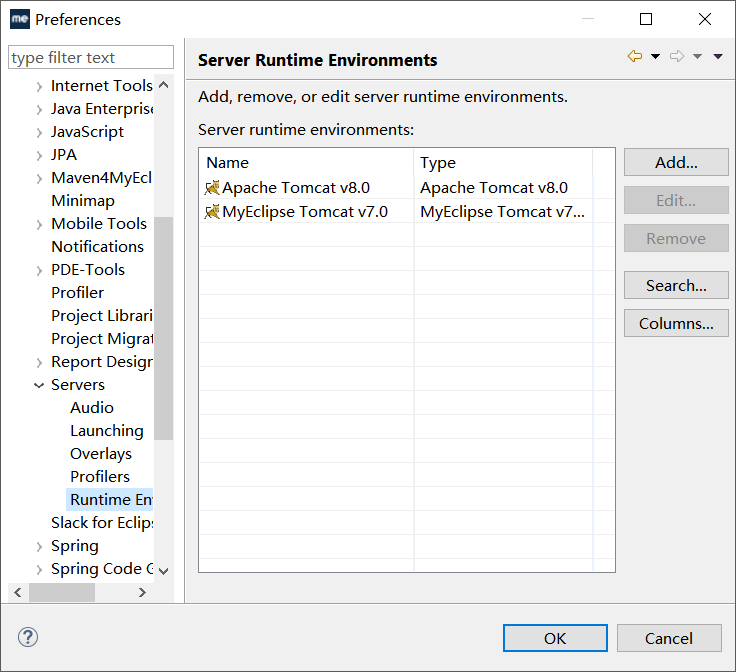 me Preferences
type filter text
Internet Tools
Java Enterprise
JavaScript
JPA
Maven4MyEcl
Minimap
Mobile Tools
Notifications
PDE-Tools
Profiler
Project Librari
Project Migrat
Report Design
Servers
Audio
Launching
Overlays
Profilers
Runtime En
Slack for Eclips
Spring
Spring Code G
Server Runtime Environments
Add, remove, or edit server runtime environments.
Server runtime environments:
Name Type
Apache Tomcat v8.0 Apache Tomcat v8.0
MyEclipse Tomcat v7.0 MyEclipse Tomcat v7...
Add...
Edit...
Remove
Search...
Columns...
?
OK Cancel